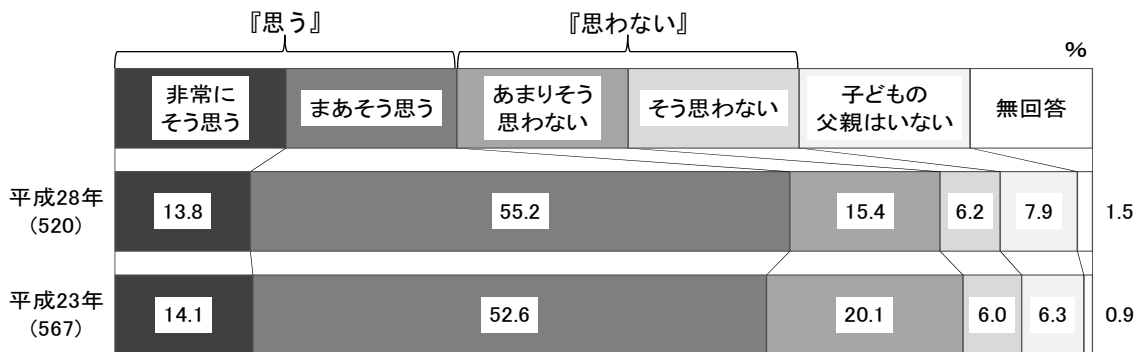 『思う』 『思わない』
%
非常に
そう思う
まあそう思う
あまりそう
思わない
そう思わない
子どもの
父親はいない
無回答
平成28年
(520)
13.8 55.2 15.4 6.2 7.9 1.5
平成23年
(567)
14.1 52.6 20.1 6.0 6.3 0.9